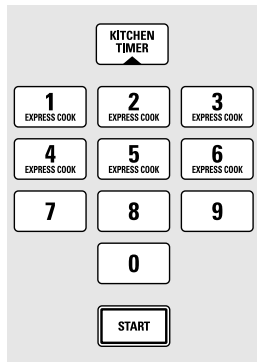 KITCHEN
TIMER
1 2 3
EXPRESS COOK EXPRESS COOK EXPRESS COOK
4 5 6
EXPRESS COOK EXPRESS COOK EXPRESS COOK
7 8 9
0
START